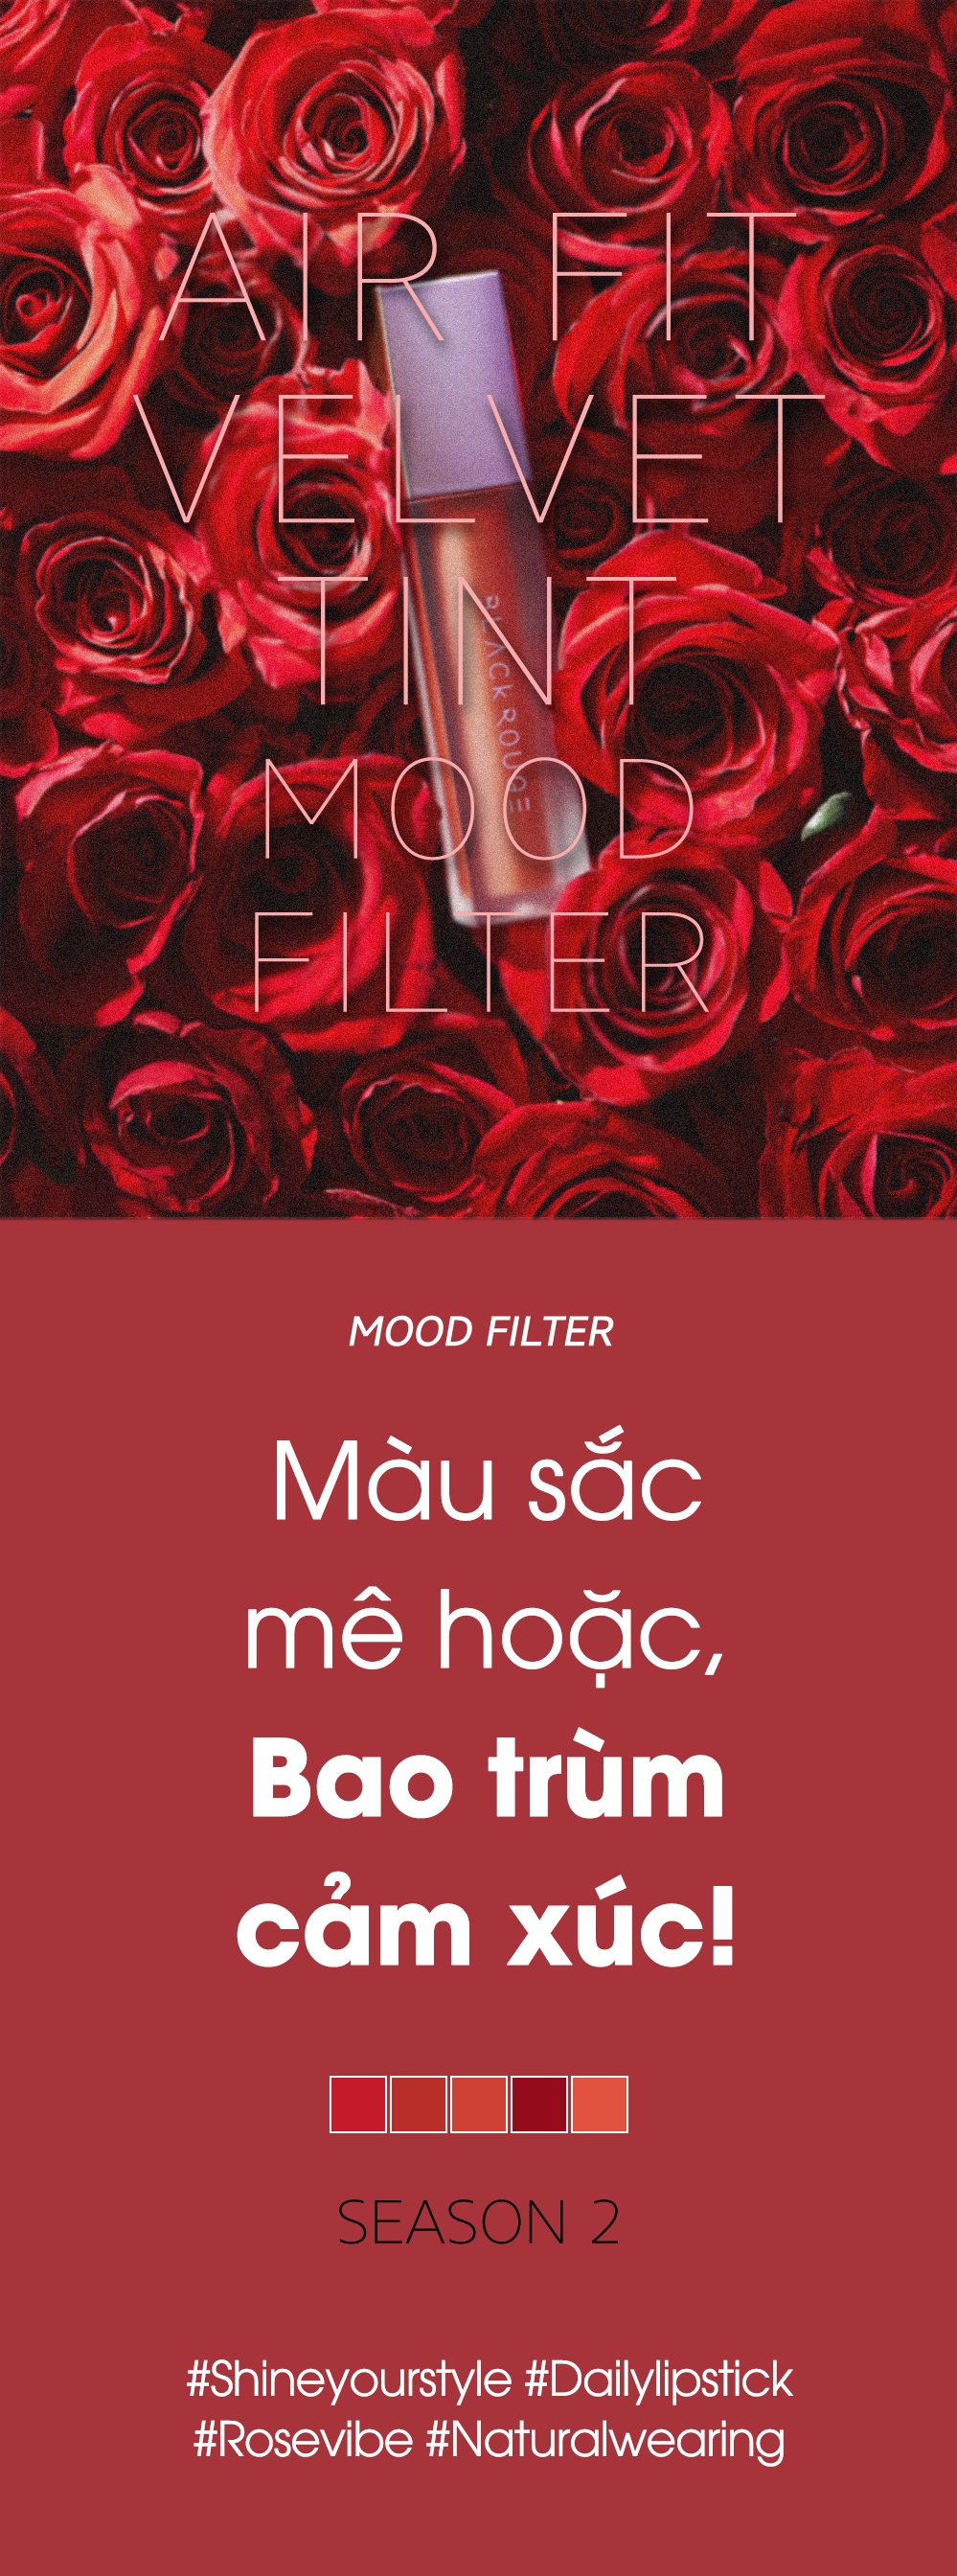 AIR FIT
VELVET
TINT
MOOD
FILTER
BLACK ROUGE
MOOD FILTER
Màu sắc
mê hoặc,
Bao trùm
cảm xúc!
SEASON 2
#Shineyourstyle #Dailylipstick
#Rosevibe #Naturalwearing